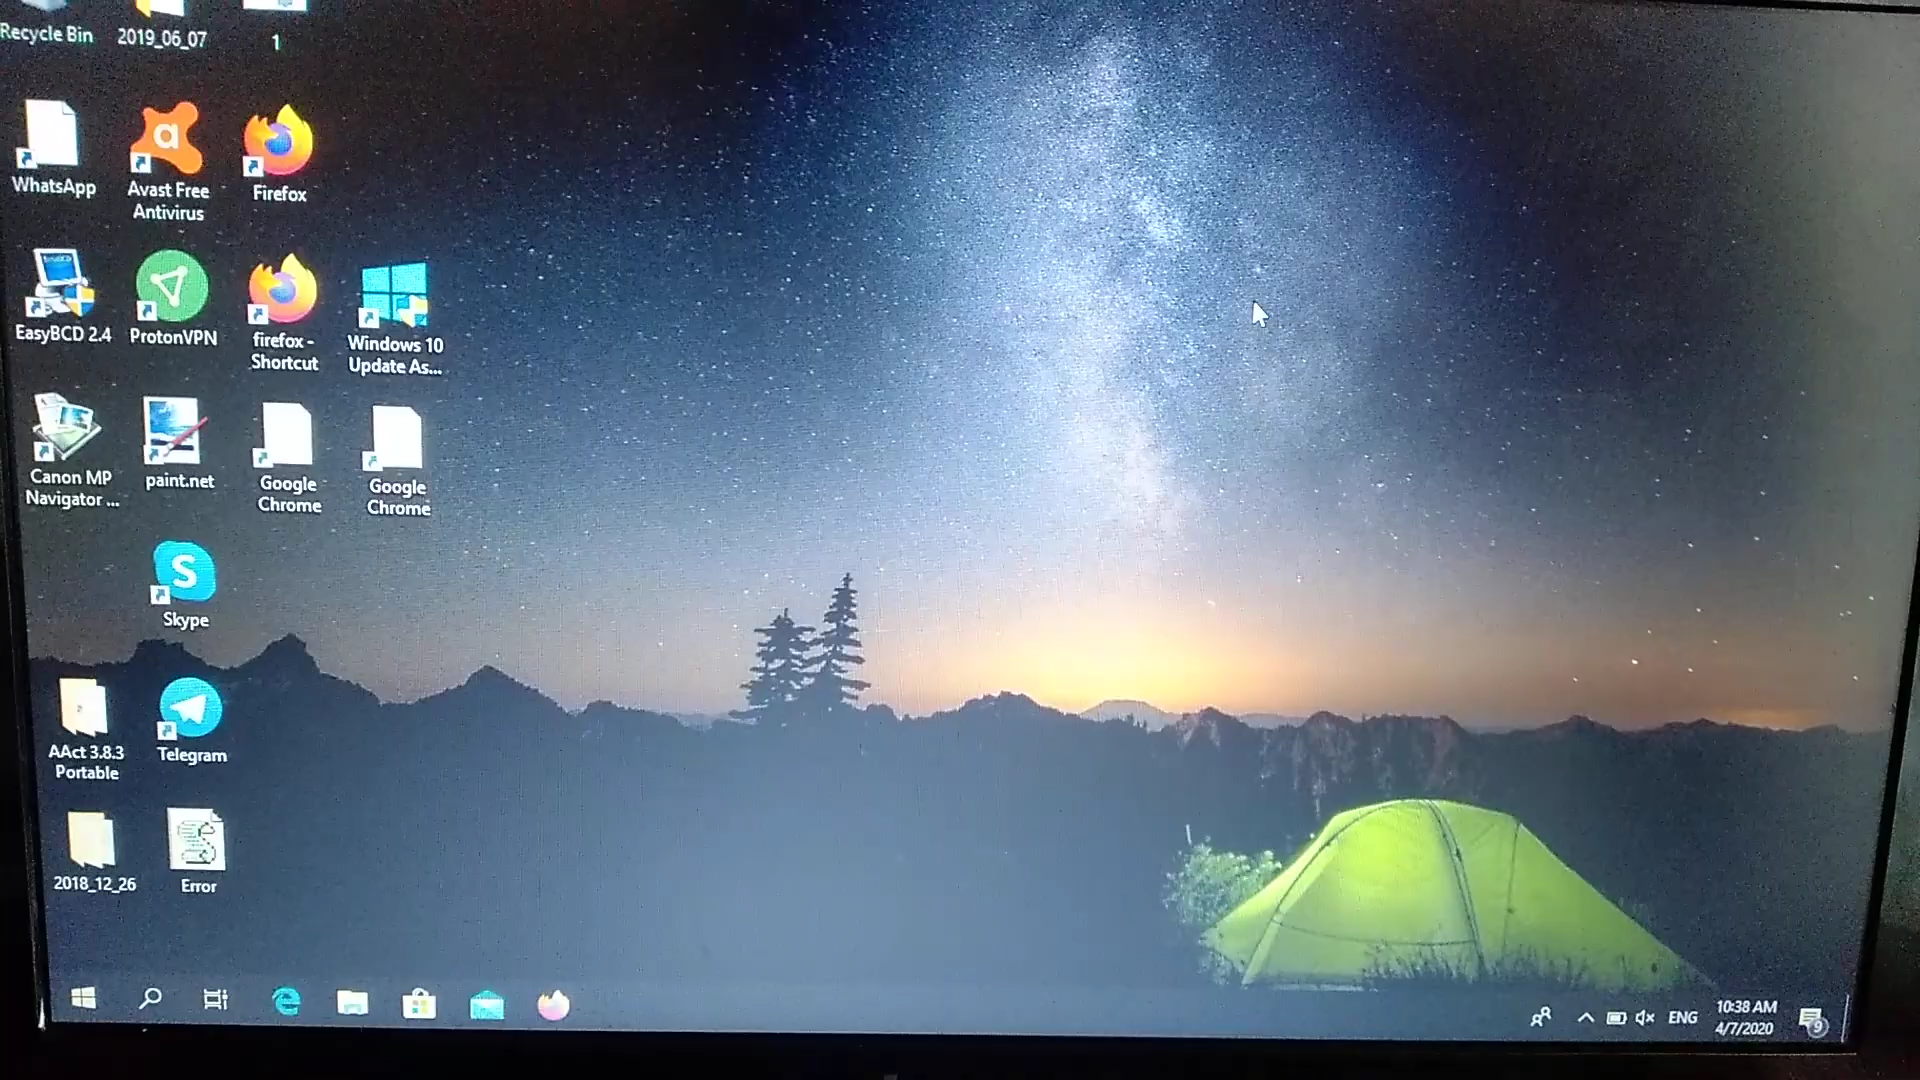 Recycle Bin
2019_06_07
1
WhatsApp
Avast Free
Antivirus
Firefox
EasyBCD 2.4
ProtonVPN
firefox -
Shortcut
Windows 10
Update As...
Canon MP
Navigator ...
paint.net
Google
Chrome
Google
Chrome
Skype
AAct 3.8.3
Portable
Telegram
2018_12_26
Error
ENG
10:38 AM
4/7/2020
9